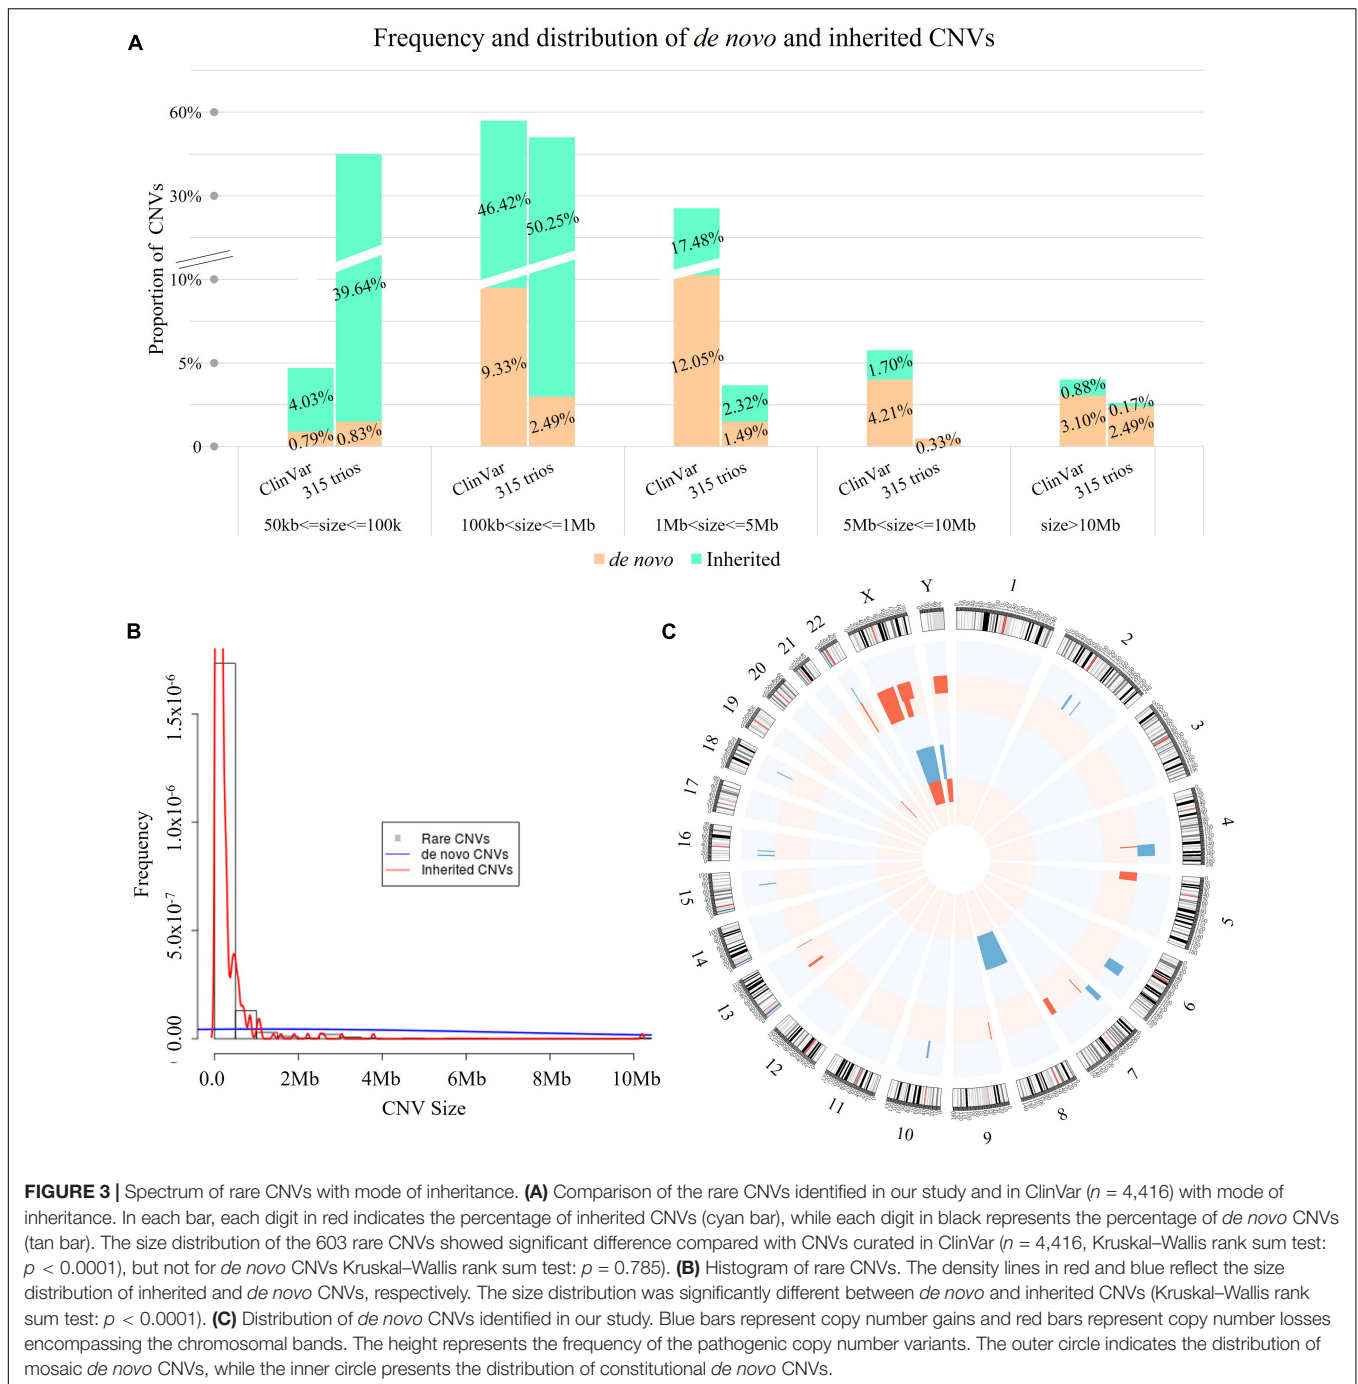 A
Frequency and distribution of de novo and inherited CNVs
Proportion of CNVs
60%
30%
10%
5%
0
4.03%
0.79%
39.64%
0.83%
46.42%
9.33%
50.25%
2.49%
17.48%
12.05%
2.32%
1.49%
1.70%
4.21%
0.33%
0.88%
3.10%
0.17%
2.49%
ClinVar 315 trios ClinVar 315 trios ClinVar 315 trios ClinVar 315 trios ClinVar 315 trios
50kb<=size<=100k 100kb<size<=1Mb 1Mb<size<=5Mb 5Mb<size<=10Mb size>10Mb
de novo Inherited
B
Frequency
1.5x10-6
1.0x10-6
5.0x10-7
0.00
Rare CNVs
de novo CNVs
Inherited CNVs
0.0 2Mb 4Mb 6Mb 8Mb 10Mb
CNV Size
C
1
2
3
4
5
6
7
8
9
10
11
12
13
14
15
16
17
18
19
20
21
22
X
Y
FIGURE 3 | Spectrum of rare CNVs with mode of inheritance. (A) Comparison of the rare CNVs identified in our study and in ClinVar (n = 4,416) with mode of
inheritance. In each bar, each digit in red indicates the percentage of inherited CNVs (cyan bar), while each digit in black represents the percentage of de novo CNVs
(tan bar). The size distribution of the 603 rare CNVs showed significant difference compared with CNVs curated in ClinVar (n = 4,416, Kruskal–Wallis rank sum test:
p < 0.0001), but not for de novo CNVs Kruskal–Wallis rank sum test: p = 0.785). (B) Histogram of rare CNVs. The density lines in red and blue reflect the size
distribution of inherited and de novo CNVs, respectively. The size distribution was significantly different between de novo and inherited CNVs (Kruskal–Wallis rank
sum test: p < 0.0001). (C) Distribution of de novo CNVs identified in our study. Blue bars represent copy number gains and red bars represent copy number losses
encompassing the chromosomal bands. The height represents the frequency of the pathogenic copy number variants. The outer circle indicates the distribution of
mosaic de novo CNVs, while the inner circle presents the distribution of constitutional de novo CNVs.